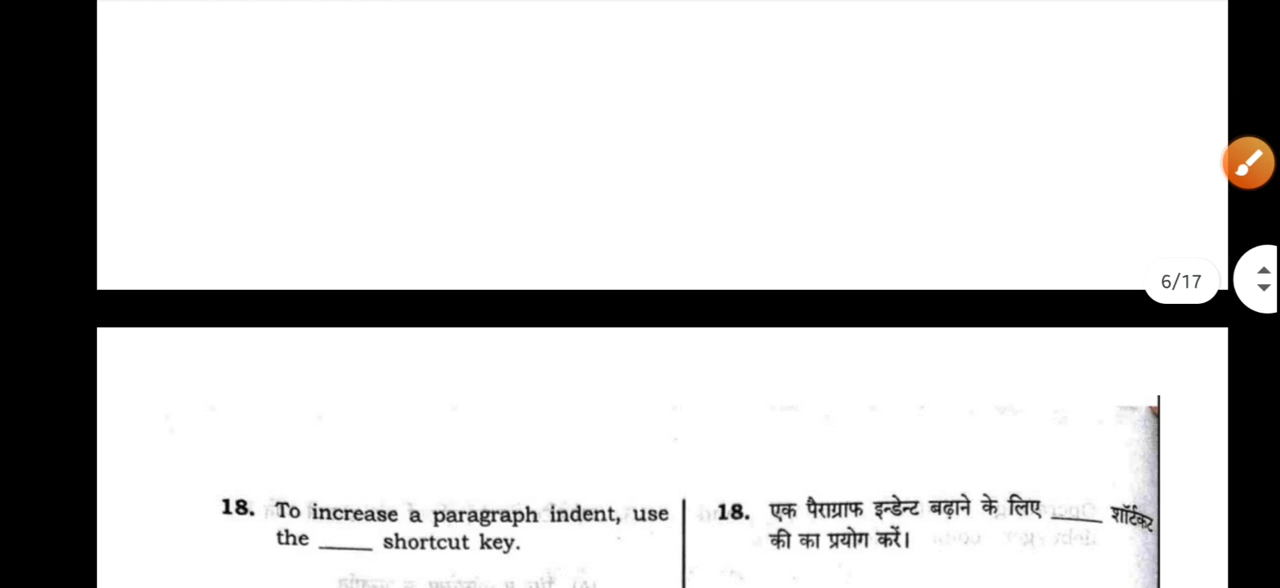 6/17
18. To increase a paragraph indent, use
the ____ shortcut key.
18. एक पैराग्राफ इन्डेन्ट बढ़ाने के लिए ____ शॉर्टकट
की का प्रयोग करें।